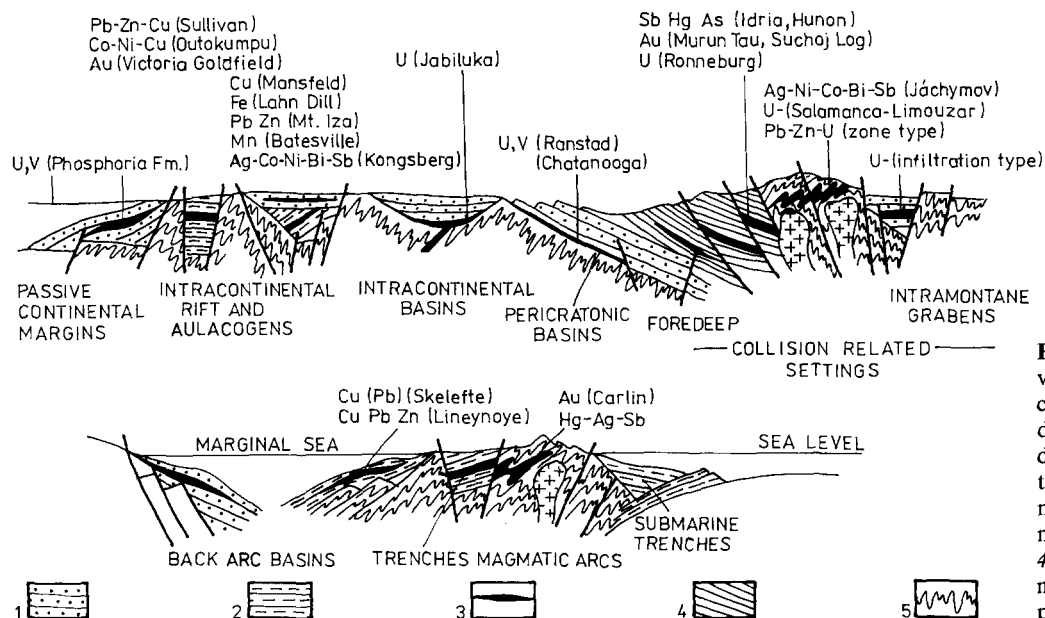 Pb-Zn-Cu (Sullivan)
Co-Ni-Cu (Outokumpu)
Au (Victoria Goldfield)
Cu (Mansfeld)
Fe (Lahn Dill)
Pb Zn (Mt. Iza)
Mn (Batesville)
Ag-Co-Ni-Bi-Sb (Kongsberg)
U,V (Phosphoria Fm.)
U (Jabiluka)
U,V (Ranstad)
(Chatanooga)
Sb Hg As (Idria, Hunon)
Au (Murun Tau, Suchoj Log)
U (Ronneburg)
Ag-Ni-Co-Bi-Sb (Jáchymov)
U-(Salamanca-Limouzar)
Pb-Zn-U (zone type)
U-(infiltration type)
PASSIVE
CONTINENTAL
MARGINS
INTRACONTINENTAL
RIFT AND
AULACOGENS
INTRACONTINENTAL
BASINS
PERICRATONIC
BASINS
FOREDEEP
INTRAMONTANE
GRABENS
COLLISION RELATED
SETTINGS
Cu (Pb) (Skelefte)
Cu Pb Zn (Lineynoye)
Au (Carlin)
Hg-Ag-Sb
MARGINAL SEA
SEA LEVEL
BACK ARC BASINS
TRENCHES MAGMATIC ARCS
SUBMARINE
TRENCHES
1
2
3
4
5